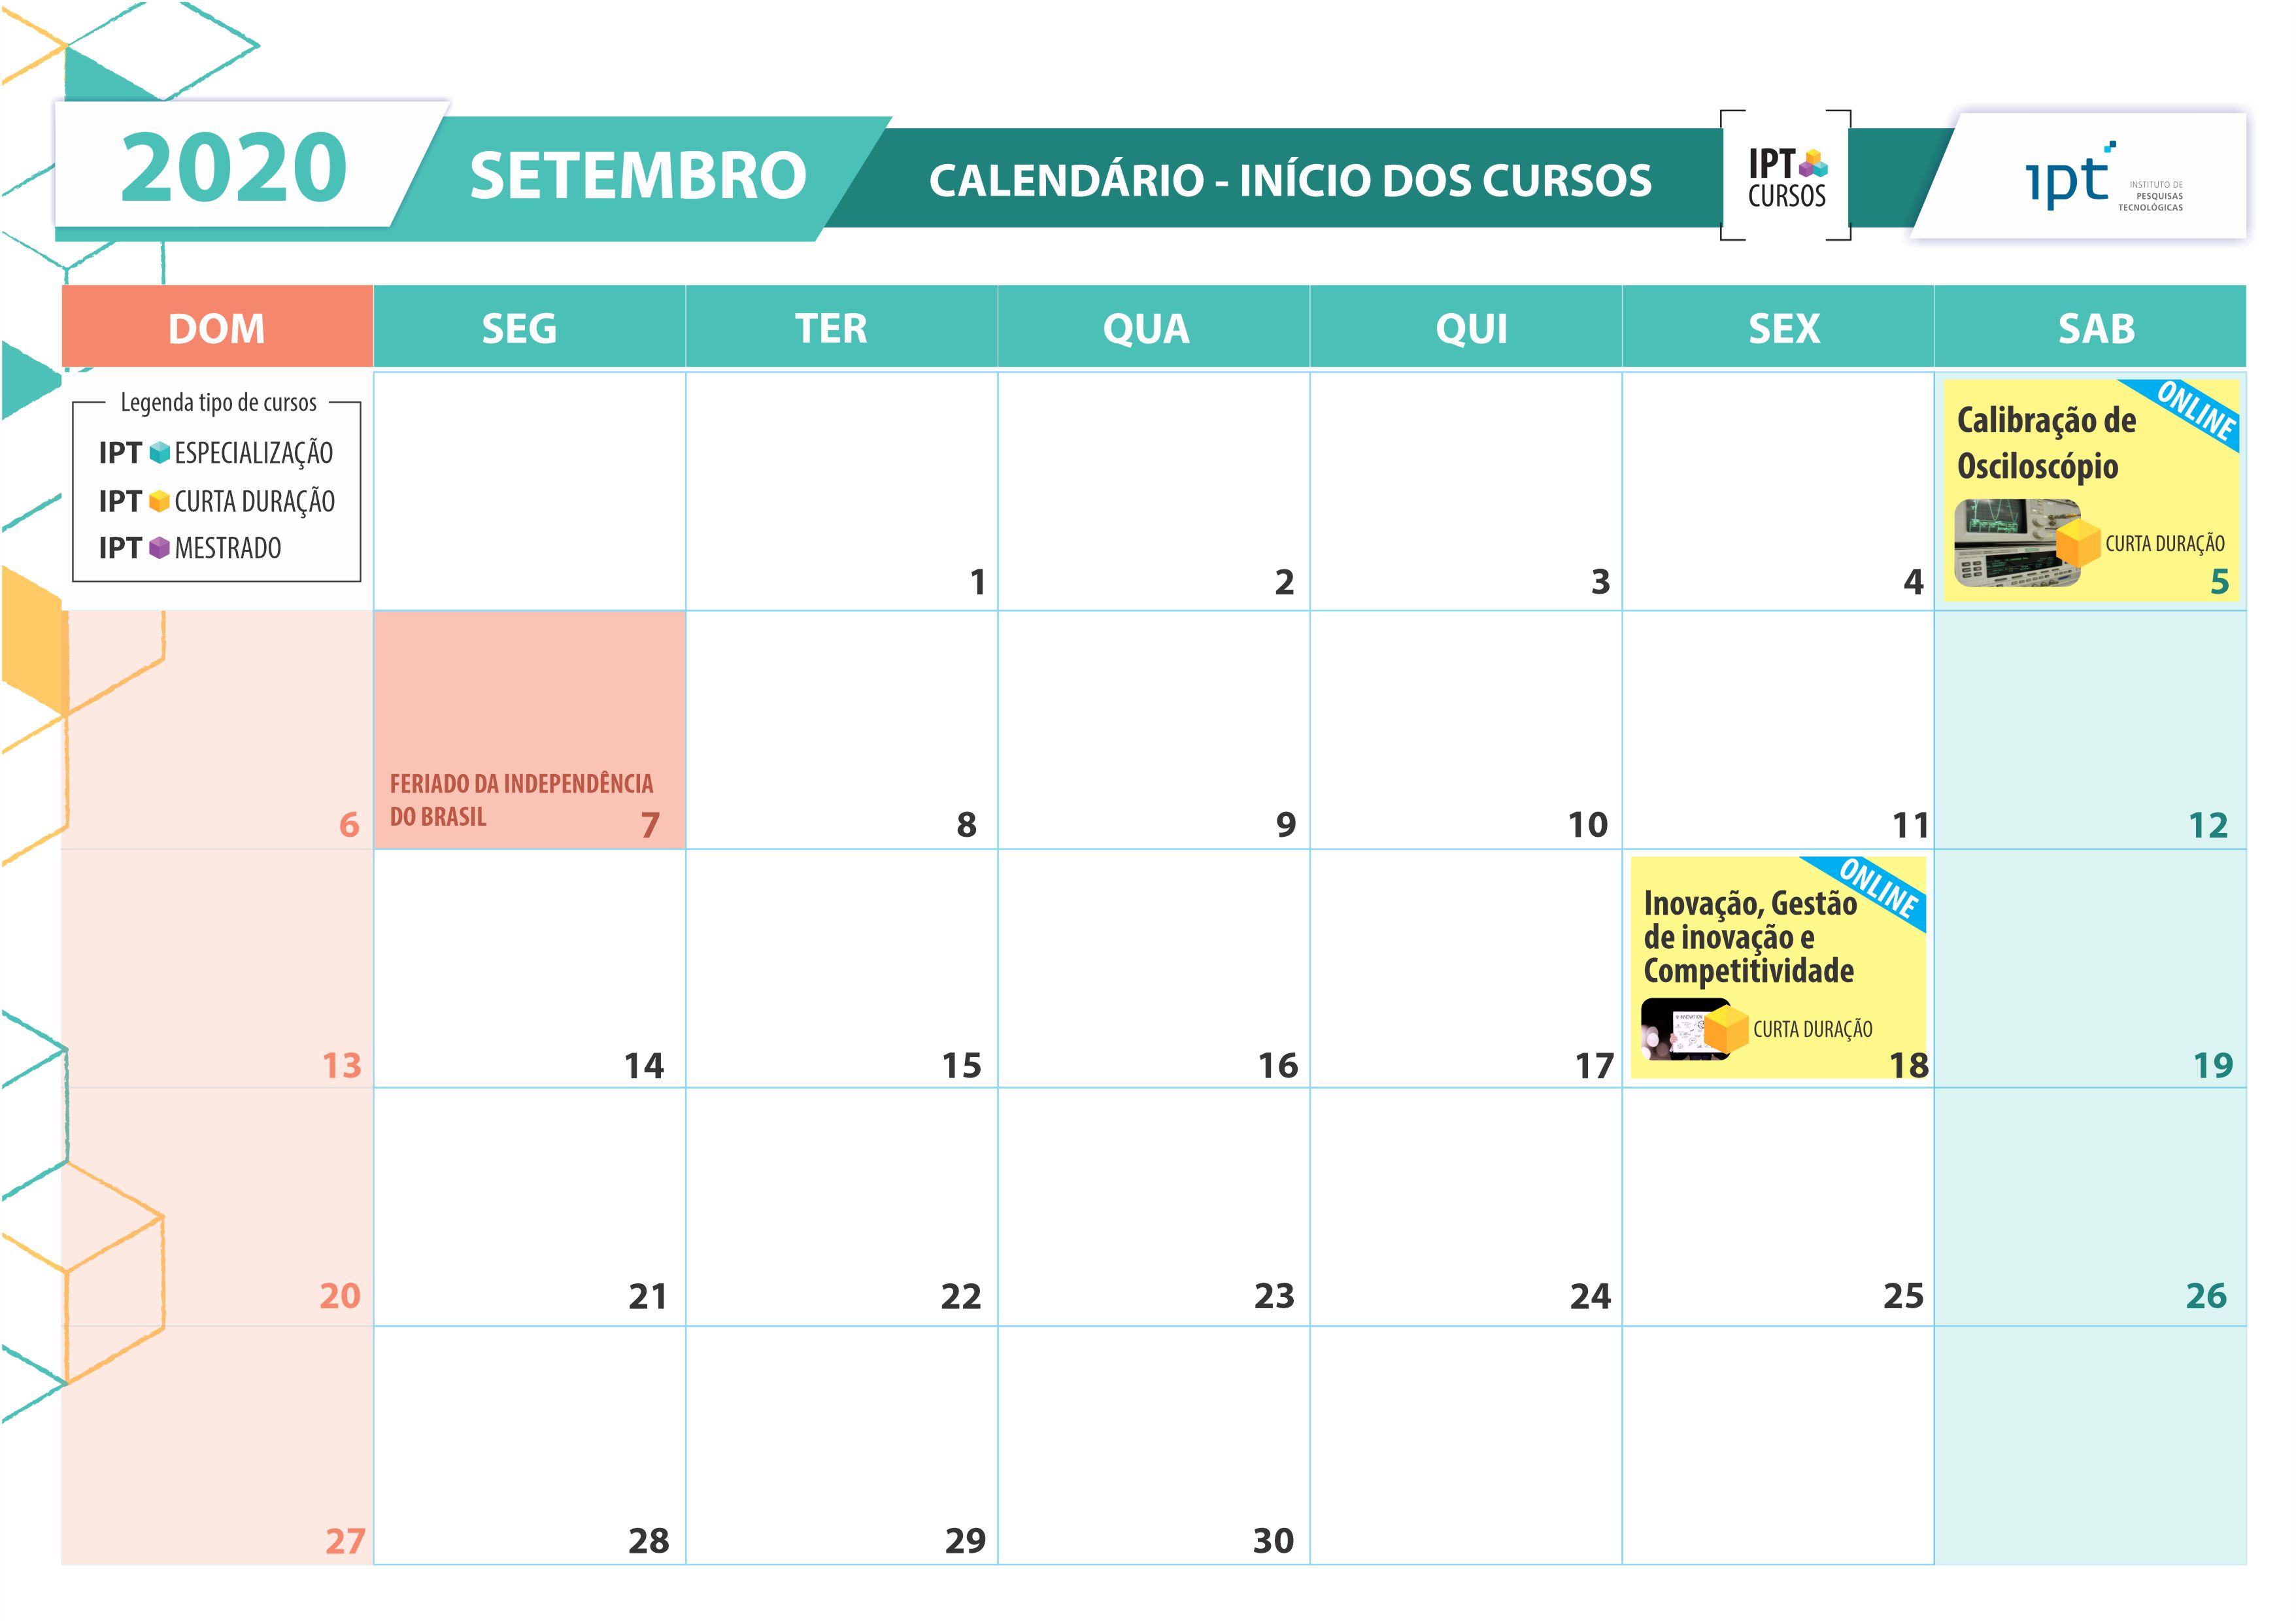 2020
SETEMBRO
CALENDÁRIO - INÍCIO DOS CURSOS
IPT
CURSOS
ipt
INSTITUTO DE
PESQUISAS
TECNOLÓGICAS
DOM SEG TER QUA QUI SEX SAB
Legenda tipo de cursos
IPT ESPECIALIZAÇÃO
IPT CURTA DURAÇÃO
IPT MESTRADO
ONLINE
Calibração de
Osciloscópio
CURTA DURAÇÃO
1 2 3 4 5
FERIADO DA INDEPENDÊNCIA
DO BRASIL
6 7 8 9 10 11 12
ONLINE
Inovação, Gestão
de inovação e
Competitividade
INNOVATION
CURTA DURAÇÃO
13 14 15 16 17 18 19
20 21 22 23 24 25 26
27 28 29 30